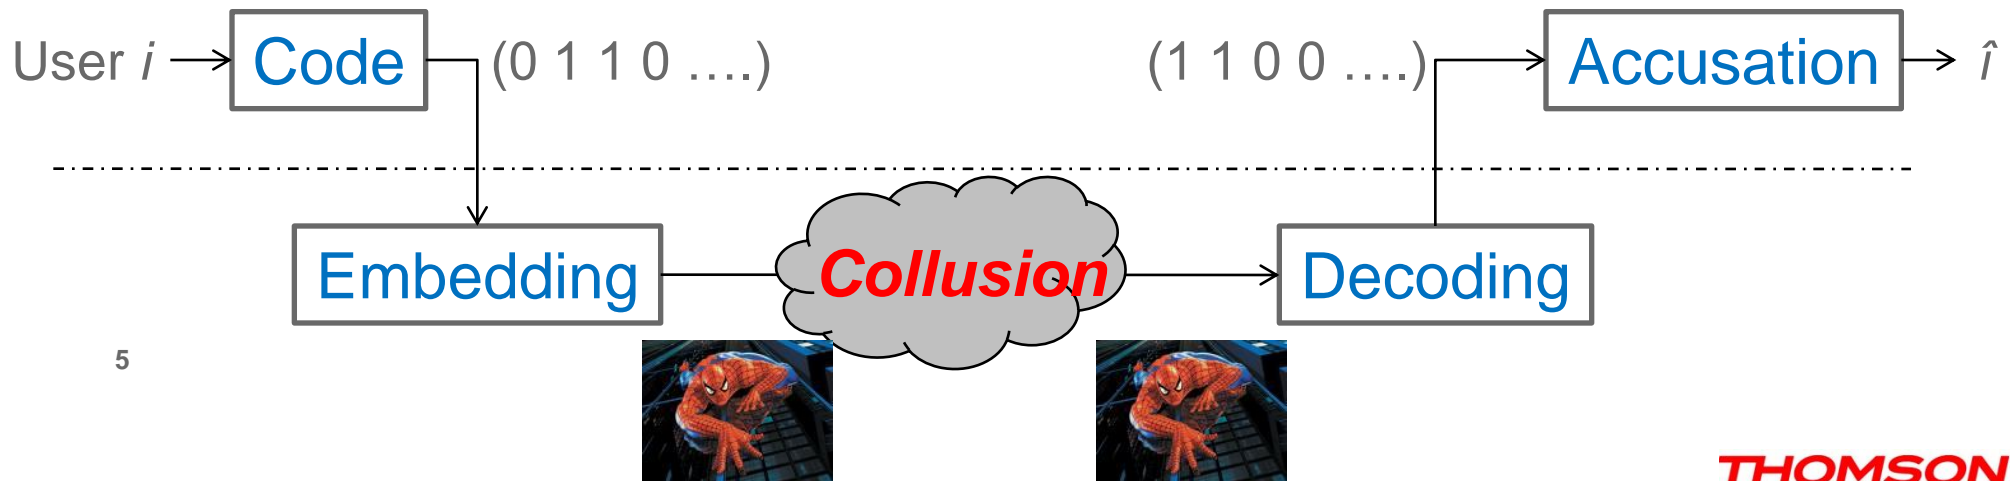 User i Code (0 1 1 0 ....) (1 1 0 0 ....) Accusation î
Embedding Collusion Decoding
5
THOMSON